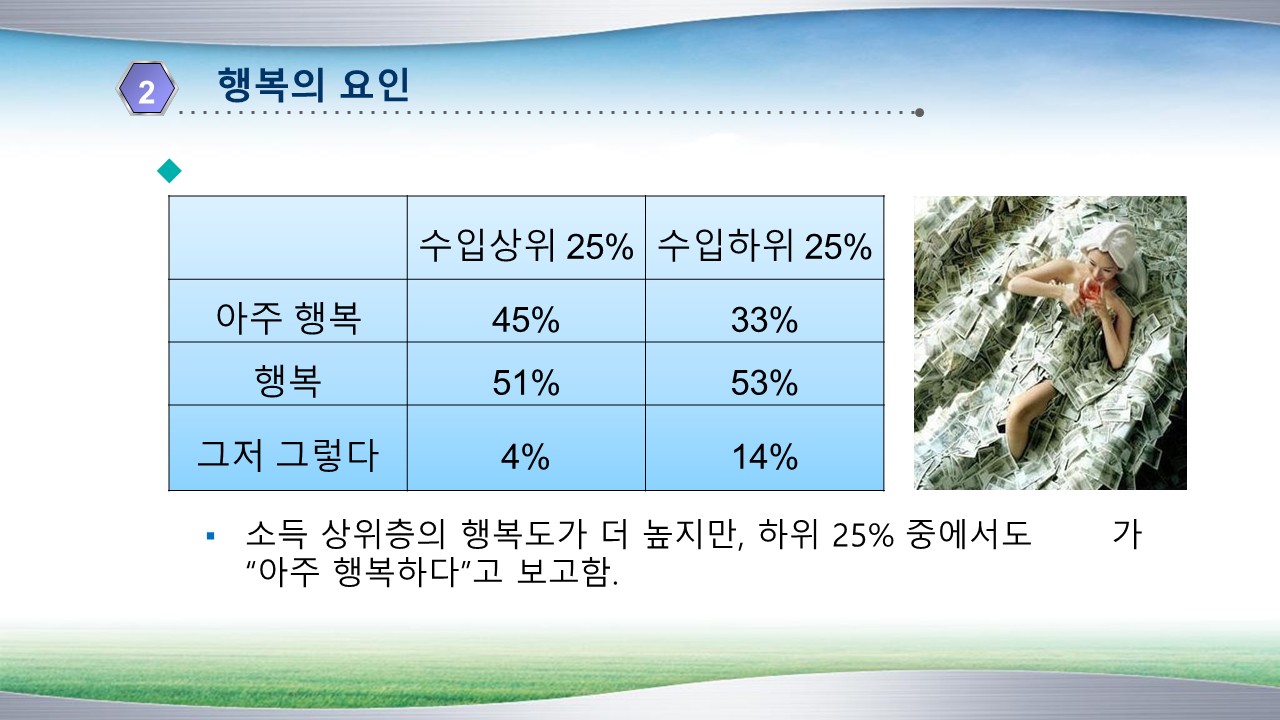 2
행복의 요인
수입상위 25% 수입하위 25%
아주 행복 45% 33%
행복 51% 53%
그저 그렇다 4% 14%
소득 상위층의 행복도가 더 높지만, 하위 25% 중에서도 가
“아주 행복하다”고 보고함.